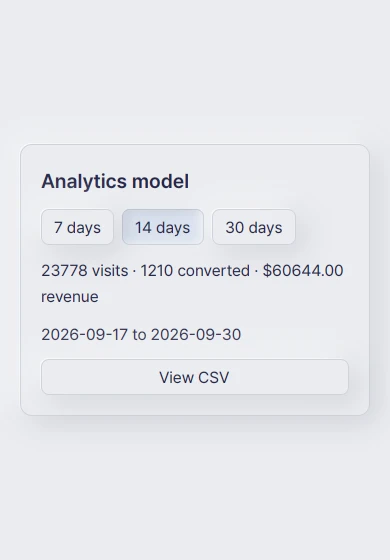 Analytics model
7 days 14 days 30 days
23778 visits · 1210 converted · $60644.00
revenue
2026-09-17 to 2026-09-30
View CSV